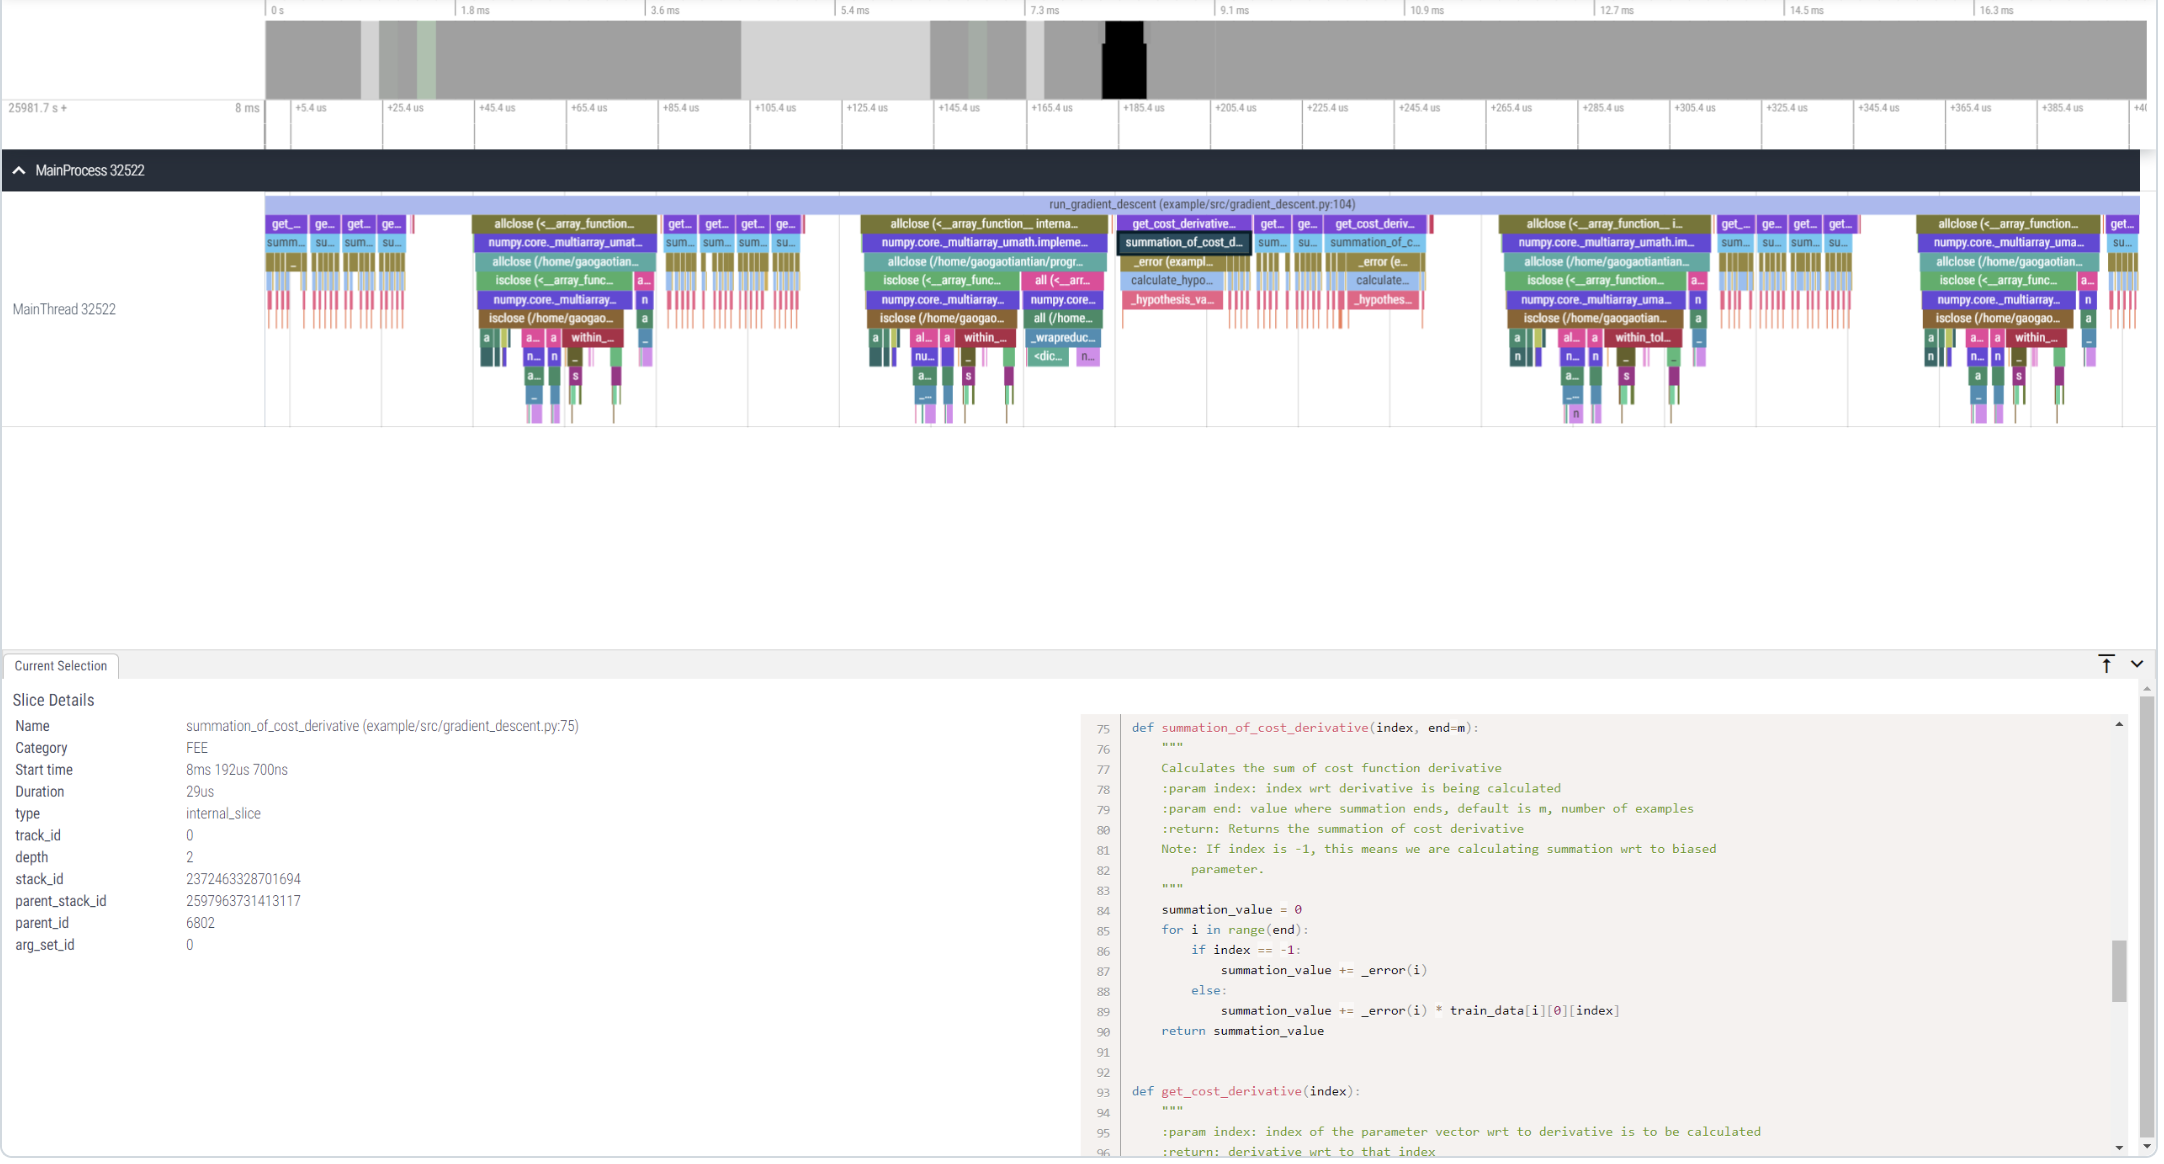 0 s 1.8 ms 3.6 ms 5.4 ms 7.3 ms 9.1 ms 10.9 ms 12.7 ms 14.5 ms 16.3 ms
25981.7 s + 8 ms +5.4 us +25.4 us +45.4 us +65.4 us +85.4 us +105.4 us +125.4 us +145.4 us +165.4 us +185.4 us +205.4 us +225.4 us +245.4 us +265.4 us +285.4 us +305.4 us +325.4 us +345.4 us +365.4 us +385.4 us +40
MainProcess 32522
run_gradient_descent (example/src/gradient_descent.py:104)
get_... ge... get... ge... allclose (<__array_function... get... get... get... ge... allclose (<__array_function__ interna... get_cost_derivative... get... ge... get_cost_deriv... allclose (<__array_function__ i... get... ge... get... get... allclose (<__array_function... get...
summ... su... sum... su... numpy.core._multiarray_umat... sum... sum... sum... su... numpy.core._multiarray_umath.impleme... summation_of_cost_d... sum... su... summation_of_c... numpy.core._multiarray_umath.im... sum... su... sum... su... numpy.core._multiarray_uma... su...
... allclose (/home/gaogaotian... allclose (/home/gaogaotiantian/progr... _error (exampl... _error (e... allclose (/home/gaogaotiantian... allclose (/home/gaogaotian...
isclose (<__array_func... a... isclose (<__array_func... all (<__arr... calculate_hypo... calculate... isclose (<__array_function... a... isclose (<__array_func... a...
numpy.core._multiarray... n numpy.core._multiarray... numpy.core... _hypothesis_va... _hypothes... numpy.core._multiarray_uma... n numpy.core._multiarray... n
MainThread 32522
isclose (/home/gaogao... a isclose (/home/gaogao... all (/home... isclose (/home/gaogaotian... a isclose (/home/gaogao... a
a a... a within_... _ a al... a within_... _wrapreduc... a al... a within_tol... _ a a... a within_... _
n... n _ nu... _ <dic... n... n n... n _ _ n n... n _
a... s a... s a... s a s
_ _... _... _
n
Current Selection
Slice Details
Name summation_of_cost_derivative (example/src/gradient_descent.py:75)
Category FEE
Start time 8ms 192us 700ns
Duration 29us
type internal_slice
track_id 0
depth 2
stack_id 2372463328701694
parent_stack_id 2597963731413117
parent_id 6802
arg_set_id 0
75 def summation_of_cost_derivative(index, end=m):
76 """
77 Calculates the sum of cost function derivative
78 :param index: index wrt derivative is being calculated
79 :param end: value where summation ends, default is m, number of examples
80 :return: Returns the summation of cost derivative
81 Note: If index is -1, this means we are calculating summation wrt to biased
82 parameter.
83 """
84 summation_value = 0
85 for i in range(end):
86 if index == -1:
87 summation_value += _error(i)
88 else:
89 summation_value += _error(i) * train_data[i][0][index]
90 return summation_value
91
92
93 def get_cost_derivative(index):
94 """
95 :param index: index of the parameter vector wrt to derivative is to be calculated
96 :return: derivative wrt to that index